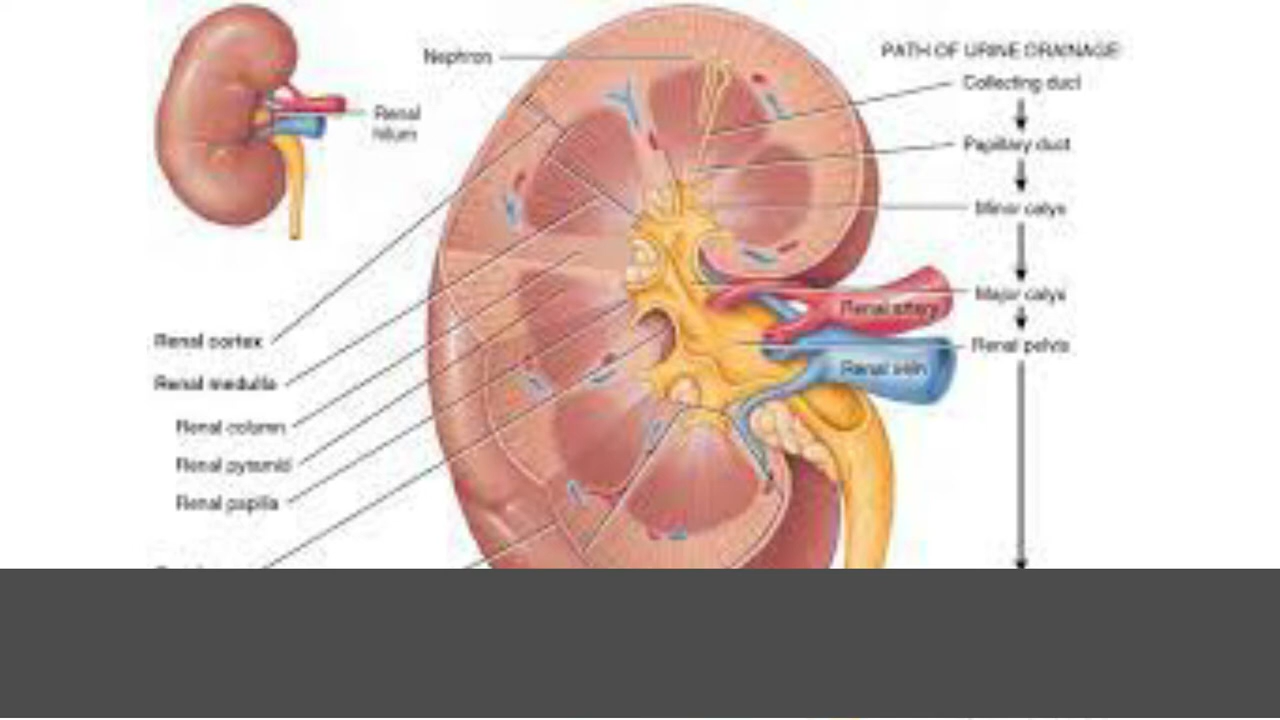 Nephron
PATH OF URINE DRAINAGE
Collecting duct
Renal
hilum
Papillary duct
Minor calyx
Major calyx
Renal artery
Renal cortex
Renal pelvis
Renal vein
Renal medulla
Renal column
Renal pyramid
Renal papilla